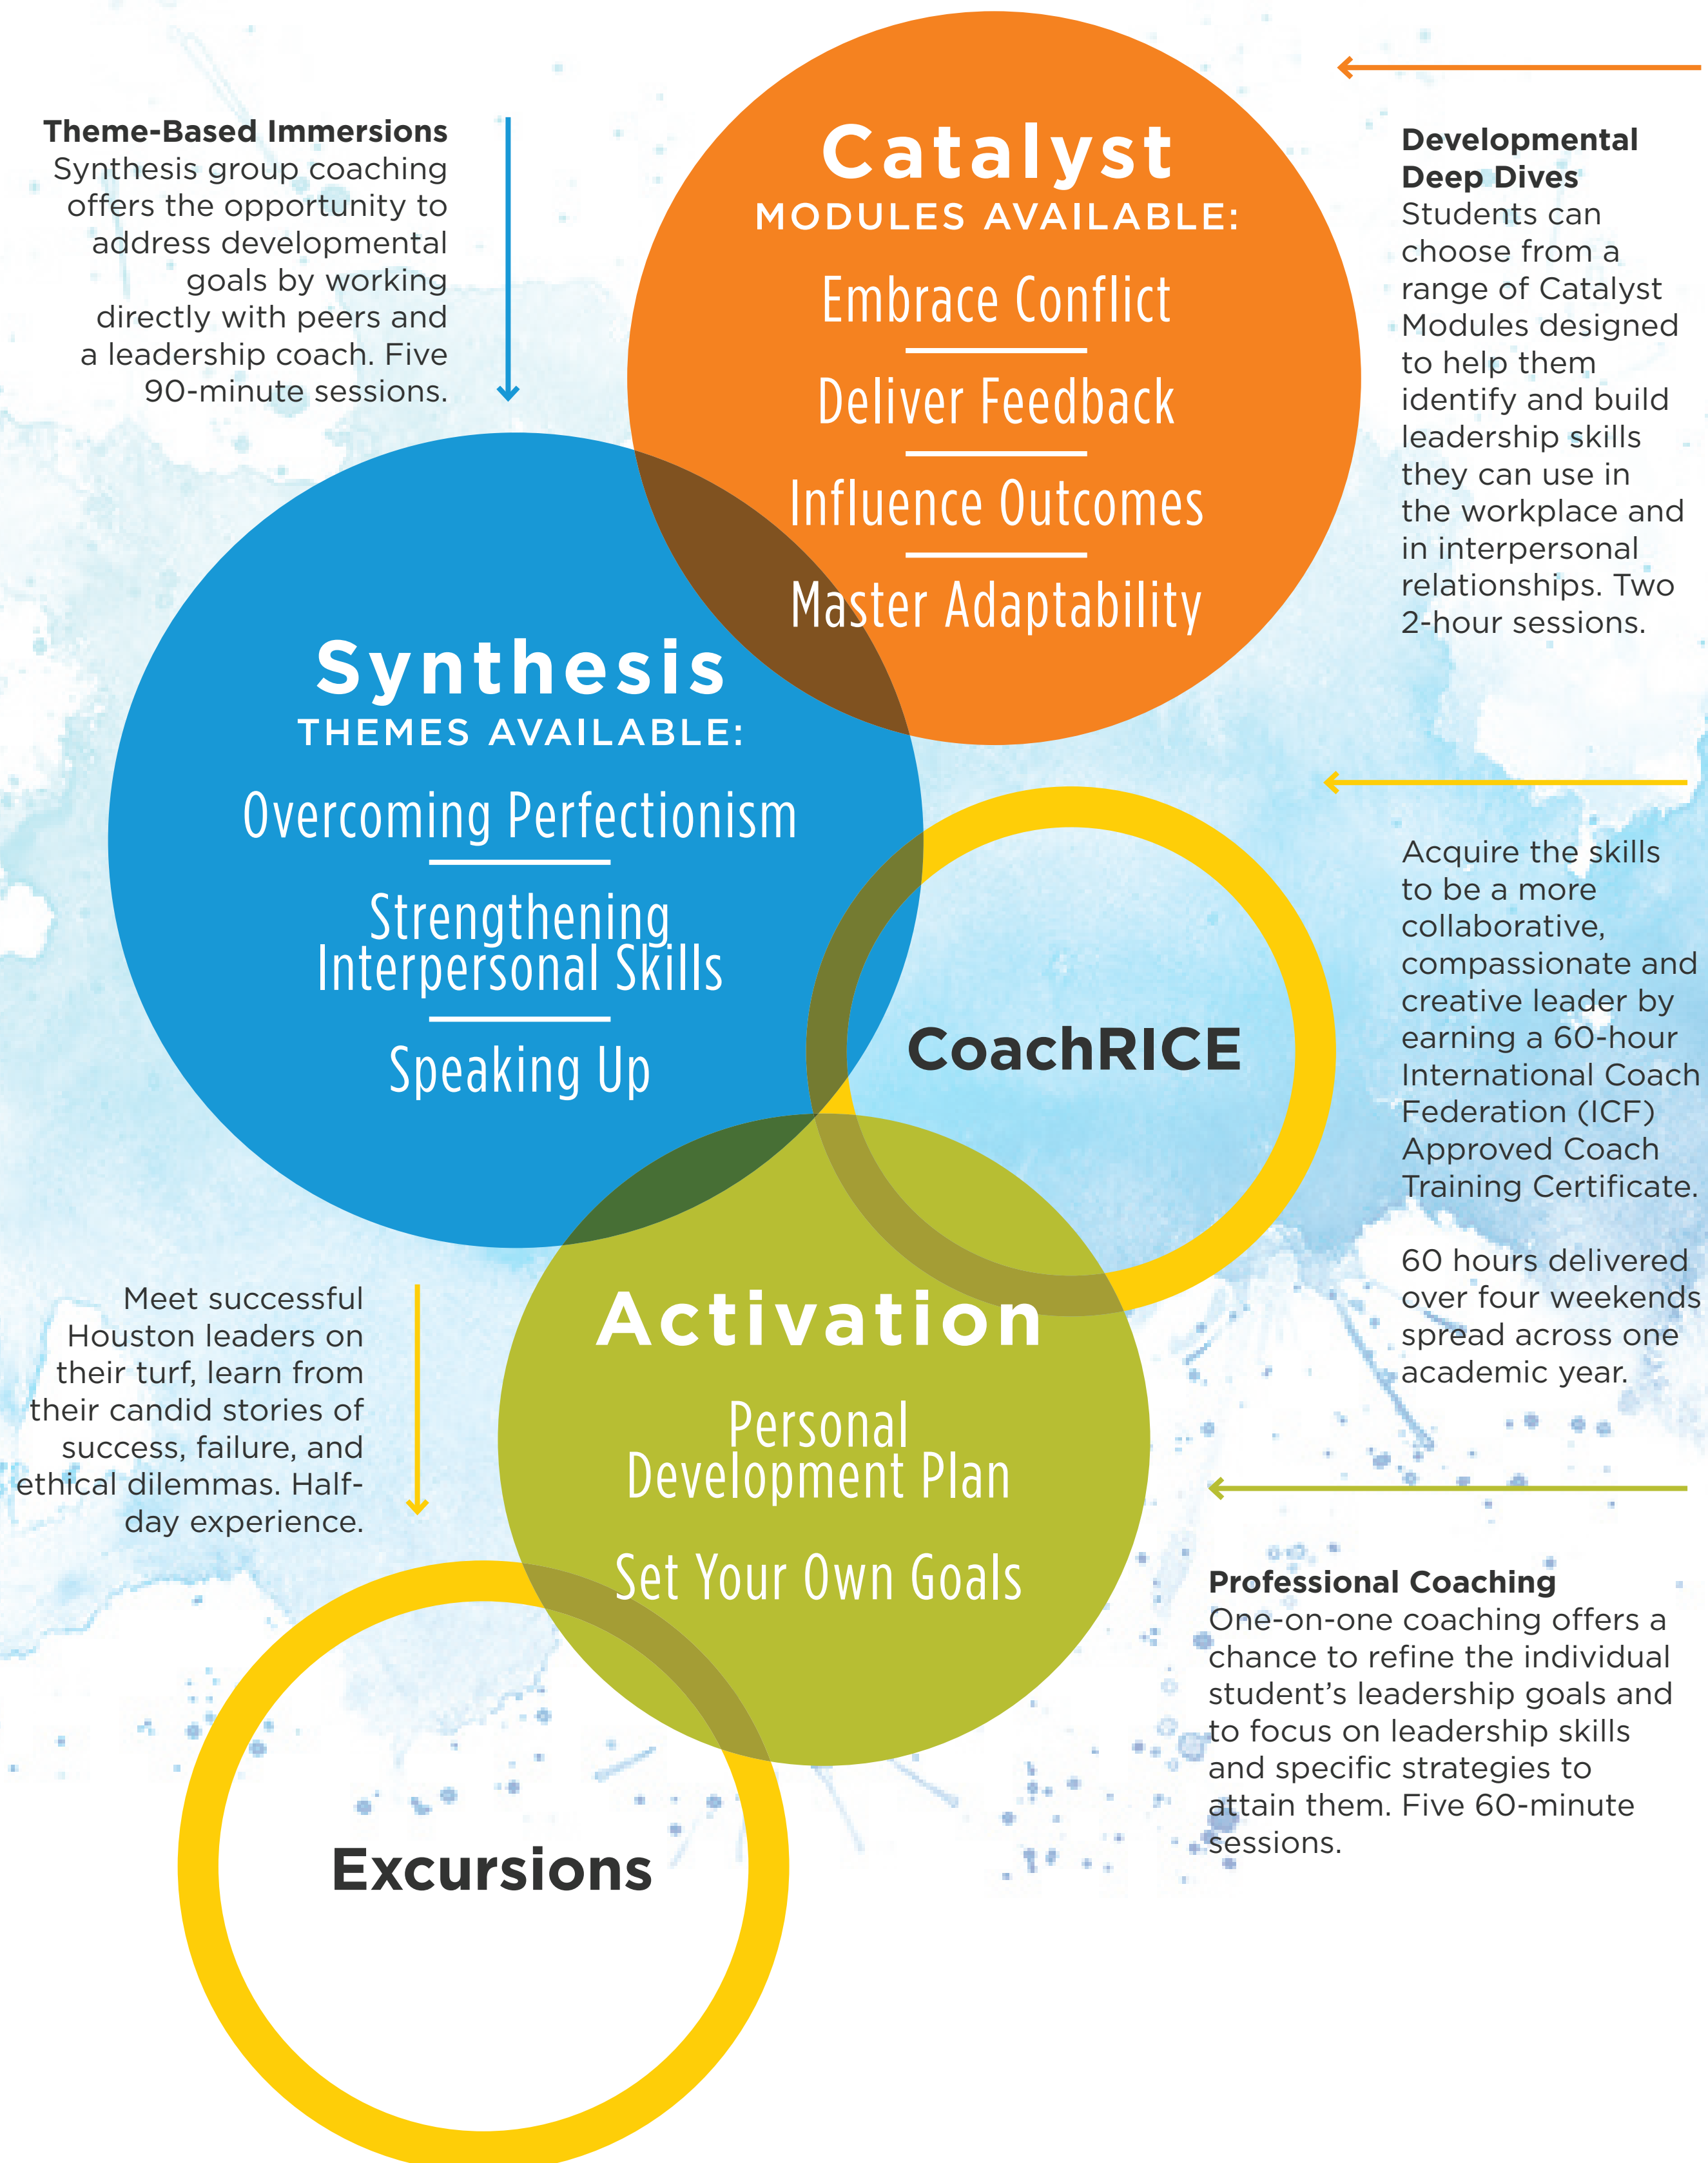 Theme-Based Immersions
Synthesis group coaching
offers the opportunity to
address developmental
goals by working
directly with peers and
a leadership coach. Five
90-minute sessions.
Catalyst
MODULES AVAILABLE:
Embrace Conflict
Deliver Feedback
Influence Outcomes
Master Adaptability
Developmental
Deep Dives
Students can
choose from a
range of Catalyst
Modules designed
to help them
identify and build
leadership skills
they can use in
the workplace and
in interpersonal
relationships. Two
2-hour sessions.
Synthesis
THEMES AVAILABLE:
Overcoming Perfectionism
Strengthening
Interpersonal Skills
Speaking Up
CoachRICE
Acquire the skills
to be a more
collaborative,
compassionate and
creative leader by
earning a 60-hour
International Coach
Federation (ICF)
Approved Coach
Training Certificate.
60 hours delivered
over four weekends
spread across one
academic year.
Meet successful
Houston leaders on
their turf, learn from
their candid stories of
success, failure, and
ethical dilemmas. Half-
day experience.
Activation
Personal
Development Plan
Set Your Own Goals
Professional Coaching
One-on-one coaching offers a
chance to refine the individual
student’s leadership goals and
to focus on leadership skills
and specific strategies to
attain them. Five 60-minute
sessions.
Excursions